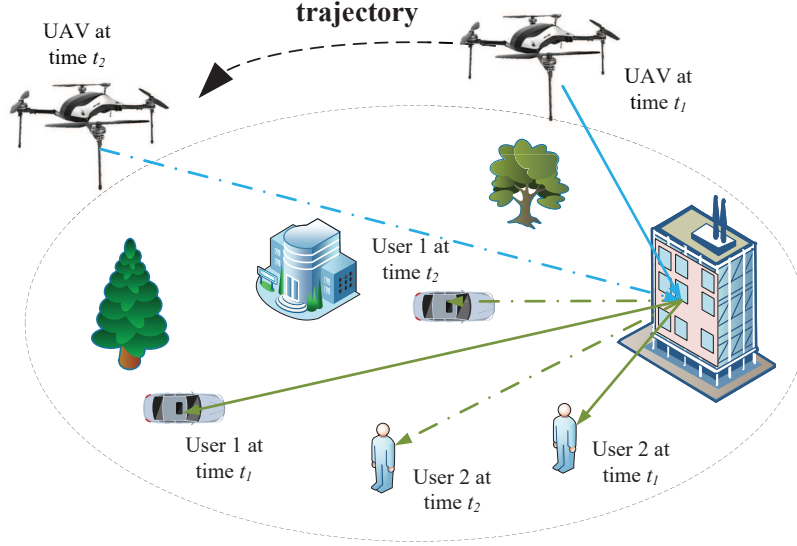 trajectory
UAV at
time t2
UAV at
time t1
User 1 at
time t2
User 1 at
time t1
User 2 at
time t2
User 2 at
time t1